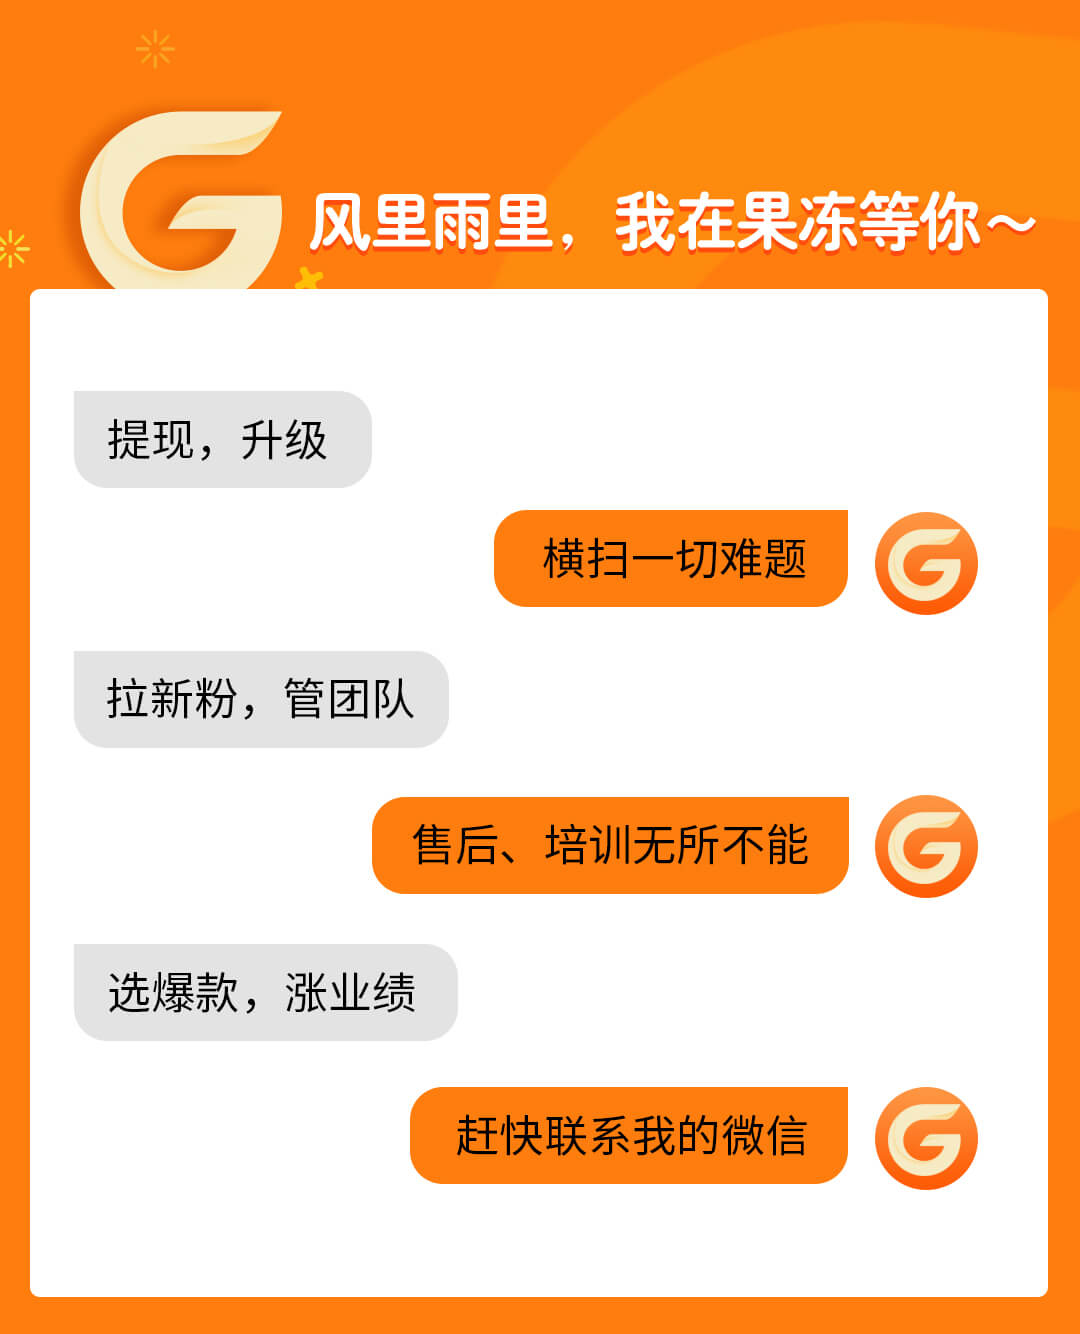 风里雨里，我在果冻等你～
提现，升级
横扫一切难题
拉新粉，管团队
售后、培训无所不能
选爆款，涨业绩
赶快联系我的微信